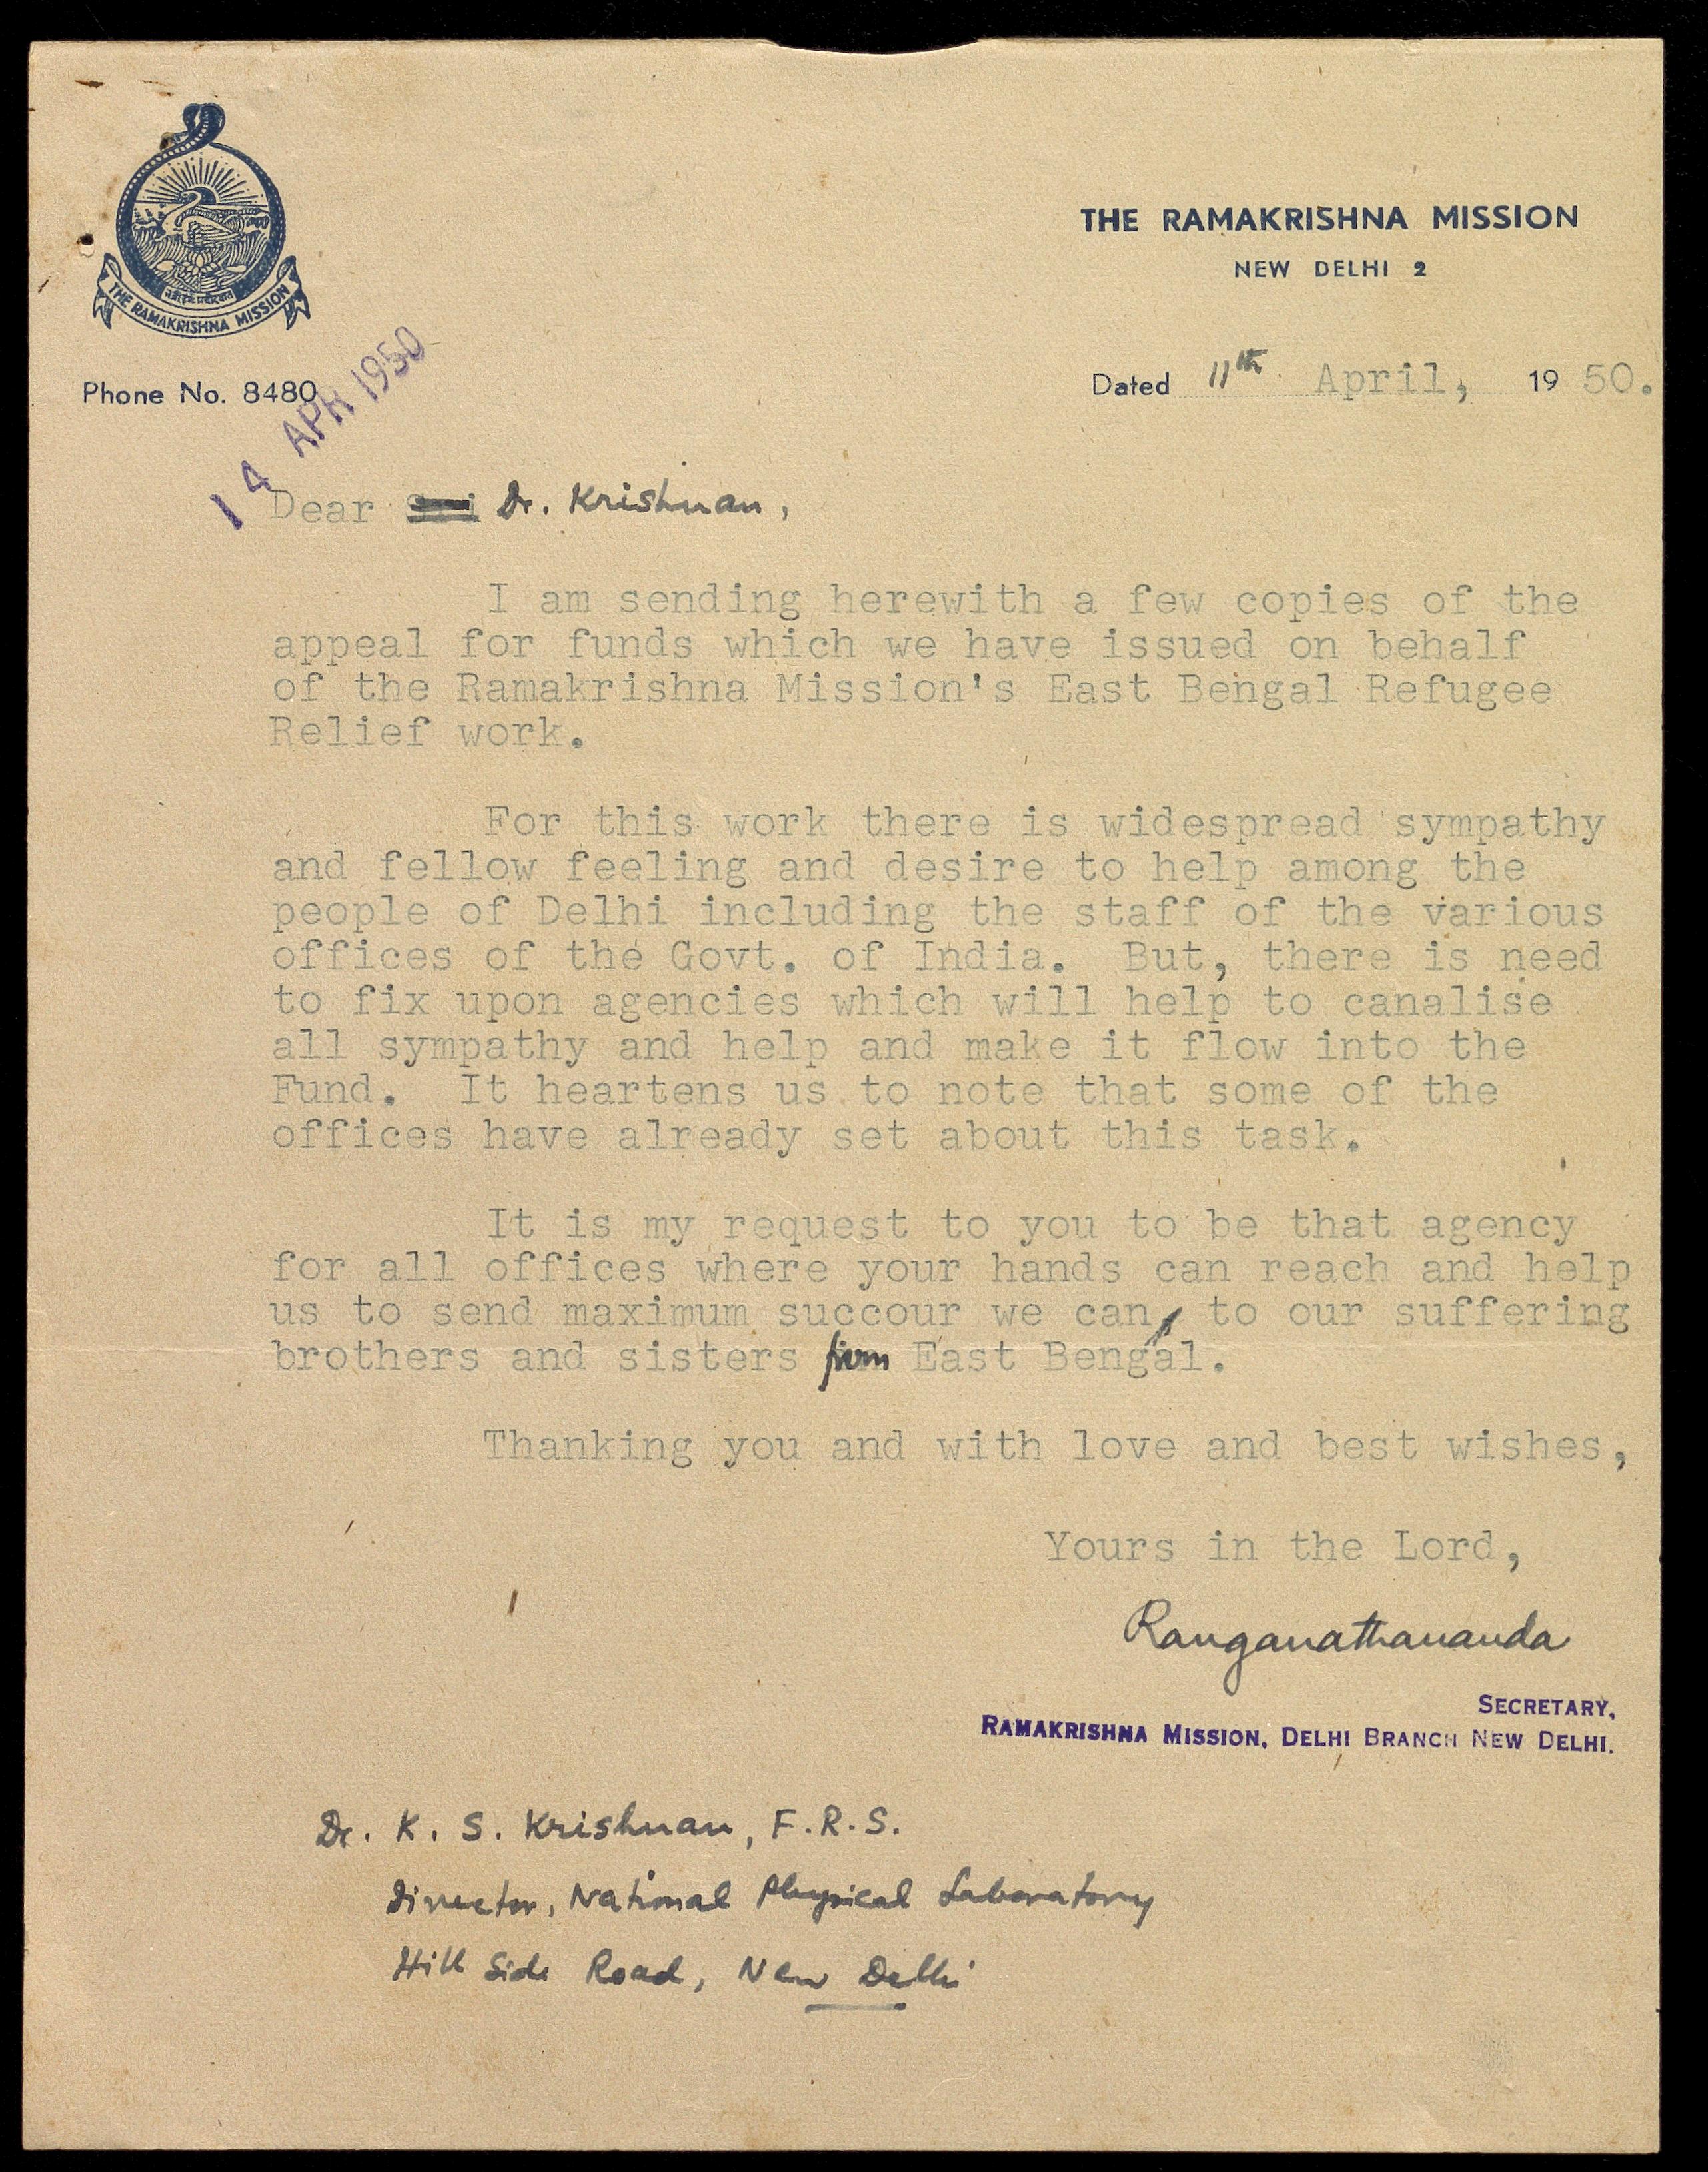 THE RAMAKRISHNA MISSION
THE RAMAKRISHNA MISSION
NEW DELHI 2
Phone No. 8480
Dated 11th April, 1950.
14 APR 1950
Dear Dr. Krishnan,
I am sending herewith a few copies of the
appeal for funds which we have issued on behalf
of the Ramakrishna Mission's East Bengal Refugee
Relief work.
For this work there is widespread sympathy
and fellow feeling and desire to help among the
people of Delhi including the staff of the various
offices of the Govt. of India. But, there is need
to fix upon agencies which will help to canalise
all sympathy and help and make it flow into the
Fund. It heartens us to note that some of the
offices have already set about this task.
It is my request to you to be that agency
for all offices where your hands can reach and help
us to send maximum succour we can, to our suffering
brothers and sisters from East Bengal.
Thanking you and with love and best wishes,
Yours in the Lord,
Ranganathananda
SECRETARY,
RAMAKRISHNA MISSION, DELHI BRANCH NEW DELHI.
Dr. K. S. Krishnan, F.R.S.
Director, National Physical Laboratory
Hill Side Road, New Delhi